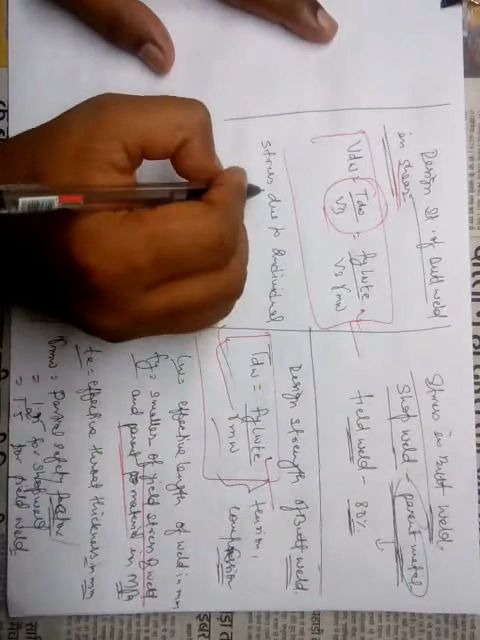 Stress in Butt weld.
Shop weld - parent metal
field weld - 80%
Design strength of Butt weld.
Tdw = fy lw te
γmw
tension,
compression
lw = effective length of weld in mm
fy = smaller of yield stress of weld
and parent material in MPa
te = effective throat thickness in mm
γmw = partial safety factor
= 1.25 for shop weld
= 1.5 for field weld
Design St. of Butt weld
in shear
Vdw = Tdw = fy lw te
√3 √3 γmw
stress due to individual